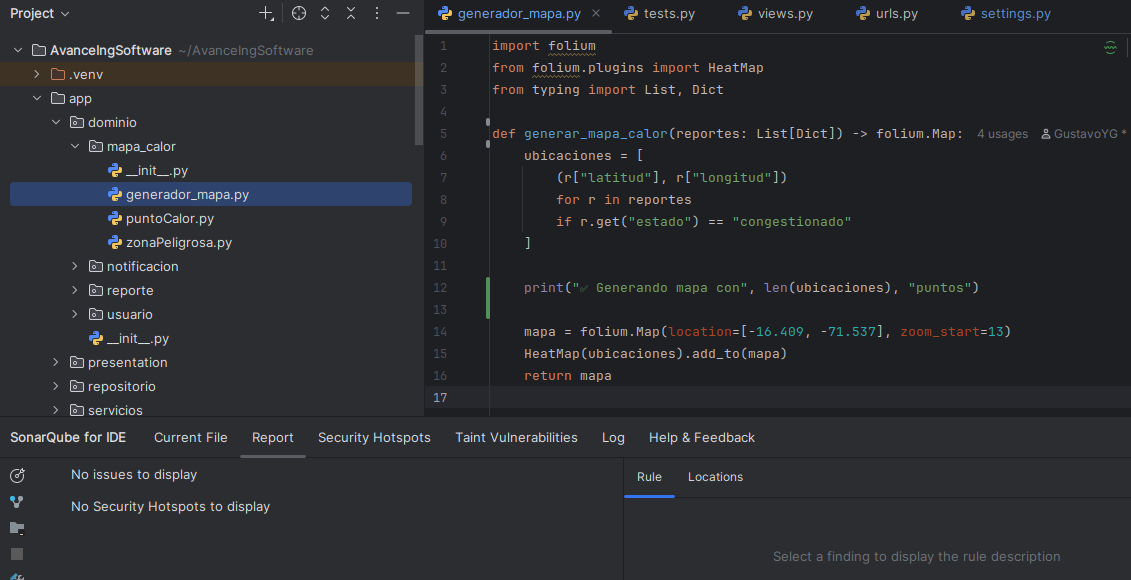 Project
generador_mapa.py
tests.py
views.py
urls.py
settings.py
AvanceIngSoftware ~/AvanceIngSoftware
.venv
app
dominio
mapa_calor
__init__.py
generador_mapa.py
puntoCalor.py
zonaPeligrosa.py
notificacion
reporte
usuario
__init__.py
presentation
repositorio
servicios
1 import folium
2 from folium.plugins import HeatMap
3 from typing import List, Dict
4
5 def generar_mapa_calor(reportes: List[Dict]) -> folium.Map: 4 usages GustavoYG *
6 ubicaciones = [
7 (r["latitud"], r["longitud"])
8 for r in reportes
9 if r.get("estado") == "congestionado"
10 ]
11
12 print("✅ Generando mapa con", len(ubicaciones), "puntos")
13
14 mapa = folium.Map(location=[-16.409, -71.537], zoom_start=13)
15 HeatMap(ubicaciones).add_to(mapa)
16 return mapa
17
SonarQube for IDE
Current File
Report
Security Hotspots
Taint Vulnerabilities
Log
Help & Feedback
No issues to display
No Security Hotspots to display
Rule
Locations
Select a finding to display the rule description